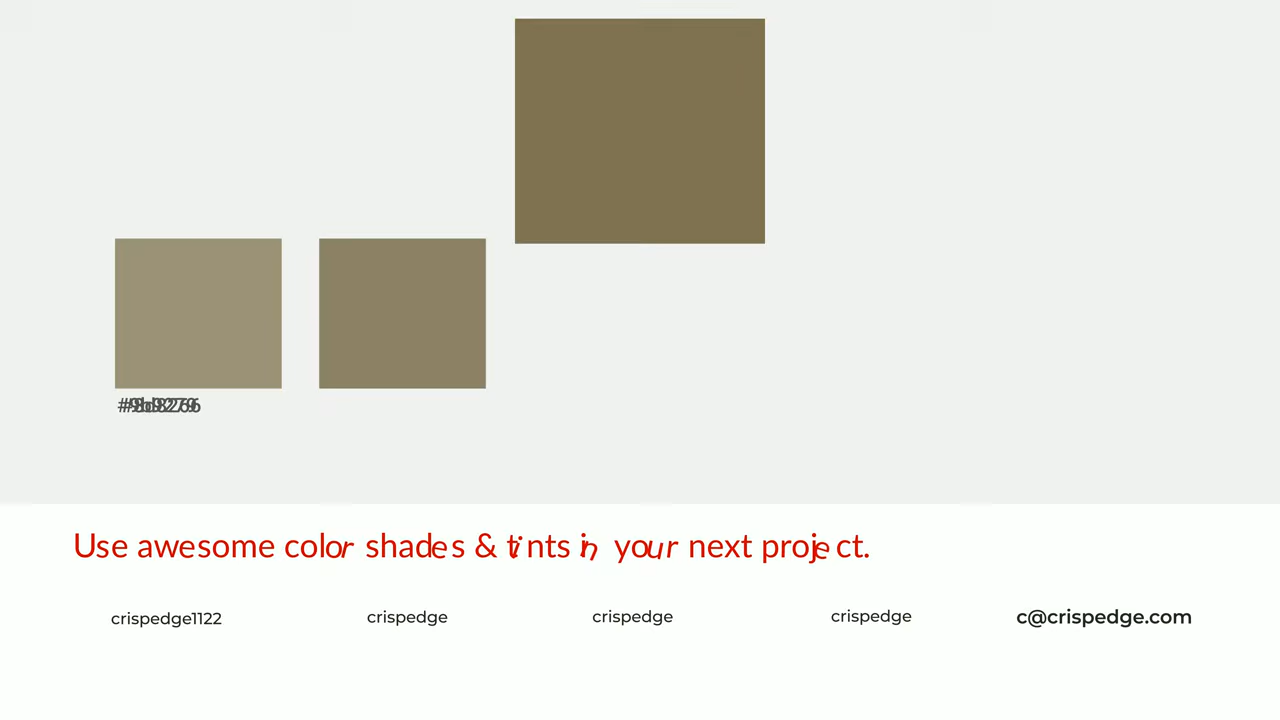 Use awesome color shades & tints in your next project.
crispedge1122 crispedge crispedge crispedge c@crispedge.com